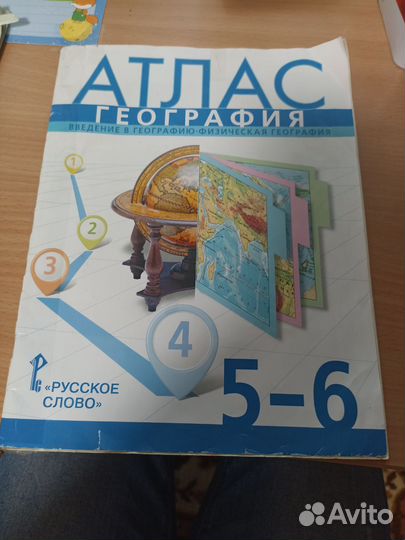 АТЛАС
ГЕОГРАФИЯ
ВВЕДЕНИЕ В ГЕОГРАФИЮ·ФИЗИЧЕСКАЯ ГЕОГРАФИЯ
1
2
3
4
«РУССКОЕ
СЛОВО»
5–6
Avito